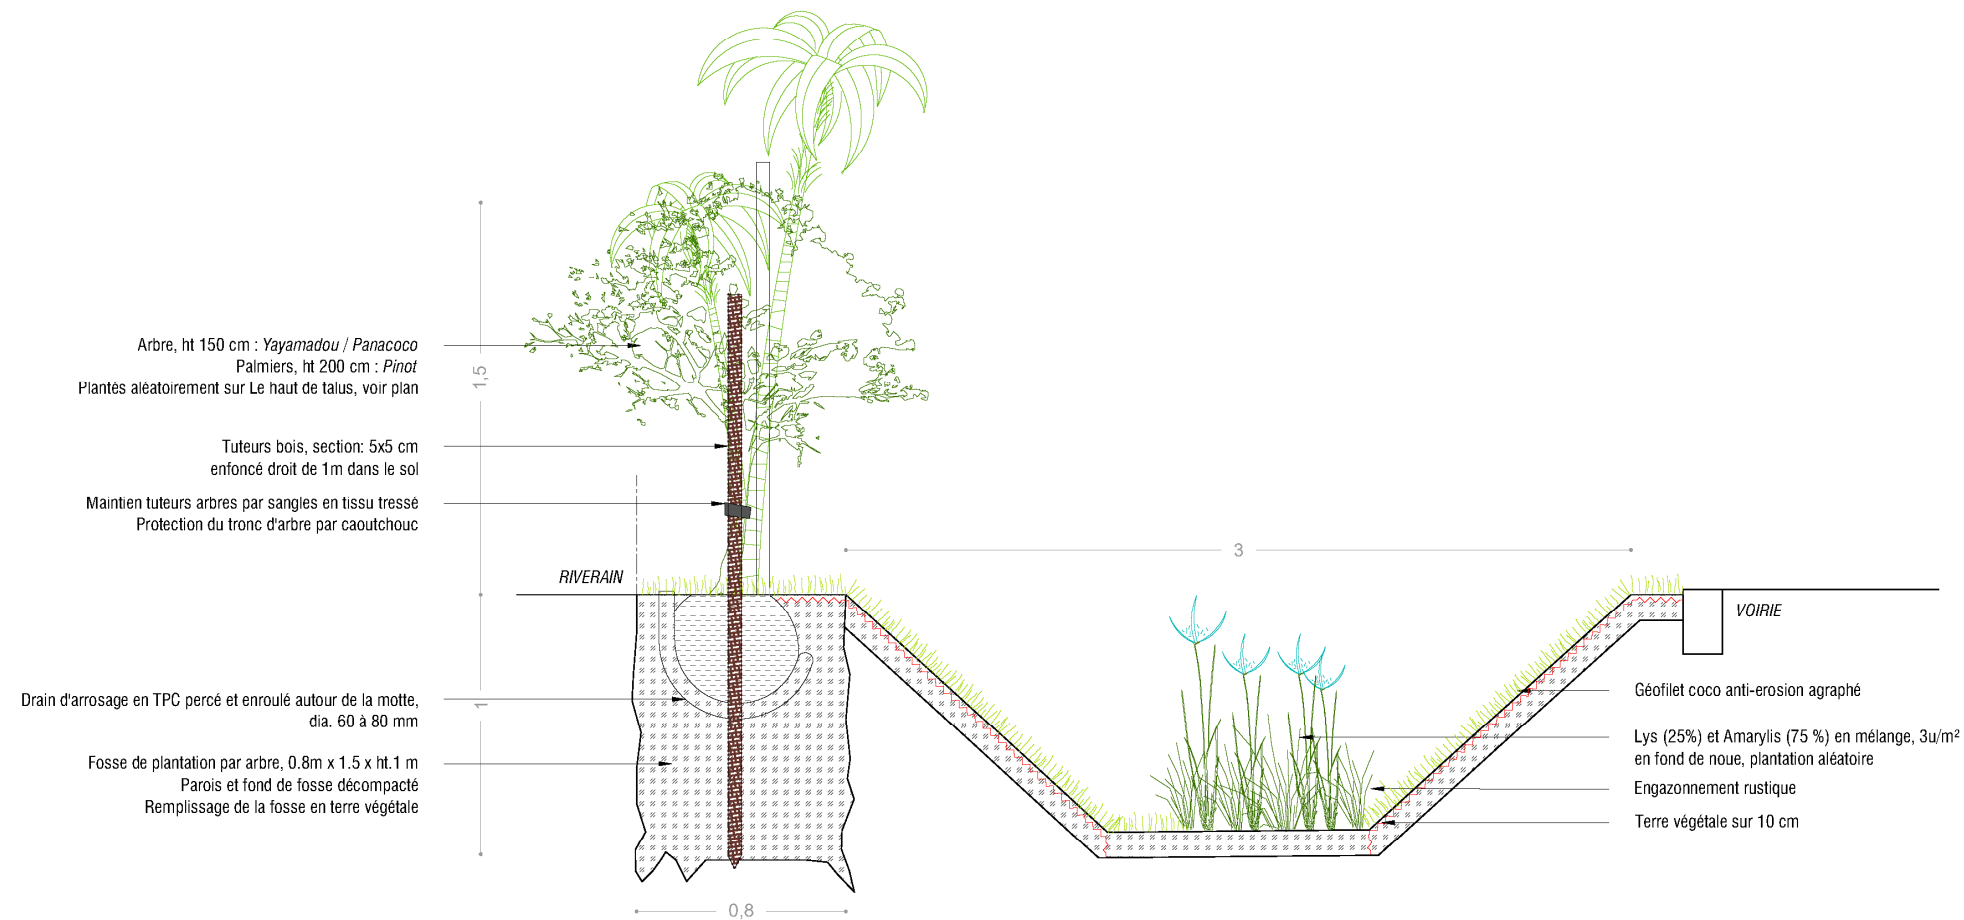 Arbre, ht 150 cm : Yayamadou / Panacoco
Palmiers, ht 200 cm : Pinot
Plantés aléatoirement sur Le haut de talus, voir plan
1,5
Tuteurs bois, section: 5x5 cm
enfoncé droit de 1m dans le sol
Maintien tuteurs arbres par sangles en tissu tressé
Protection du tronc d'arbre par caoutchouc
3
RIVERAIN
VOIRIE
Drain d'arrosage en TPC percé et enroulé autour de la motte,
dia. 60 à 80 mm
1
Fosse de plantation par arbre, 0.8m x 1.5 x ht.1 m
Parois et fond de fosse décompacté
Remplissage de la fosse en terre végétale
Géofilet coco anti-erosion agraphé
Lys (25%) et Amarylis (75 %) en mélange, 3u/m²
en fond de noue, plantation aléatoire
Engazonnement rustique
Terre végétale sur 10 cm
0,8